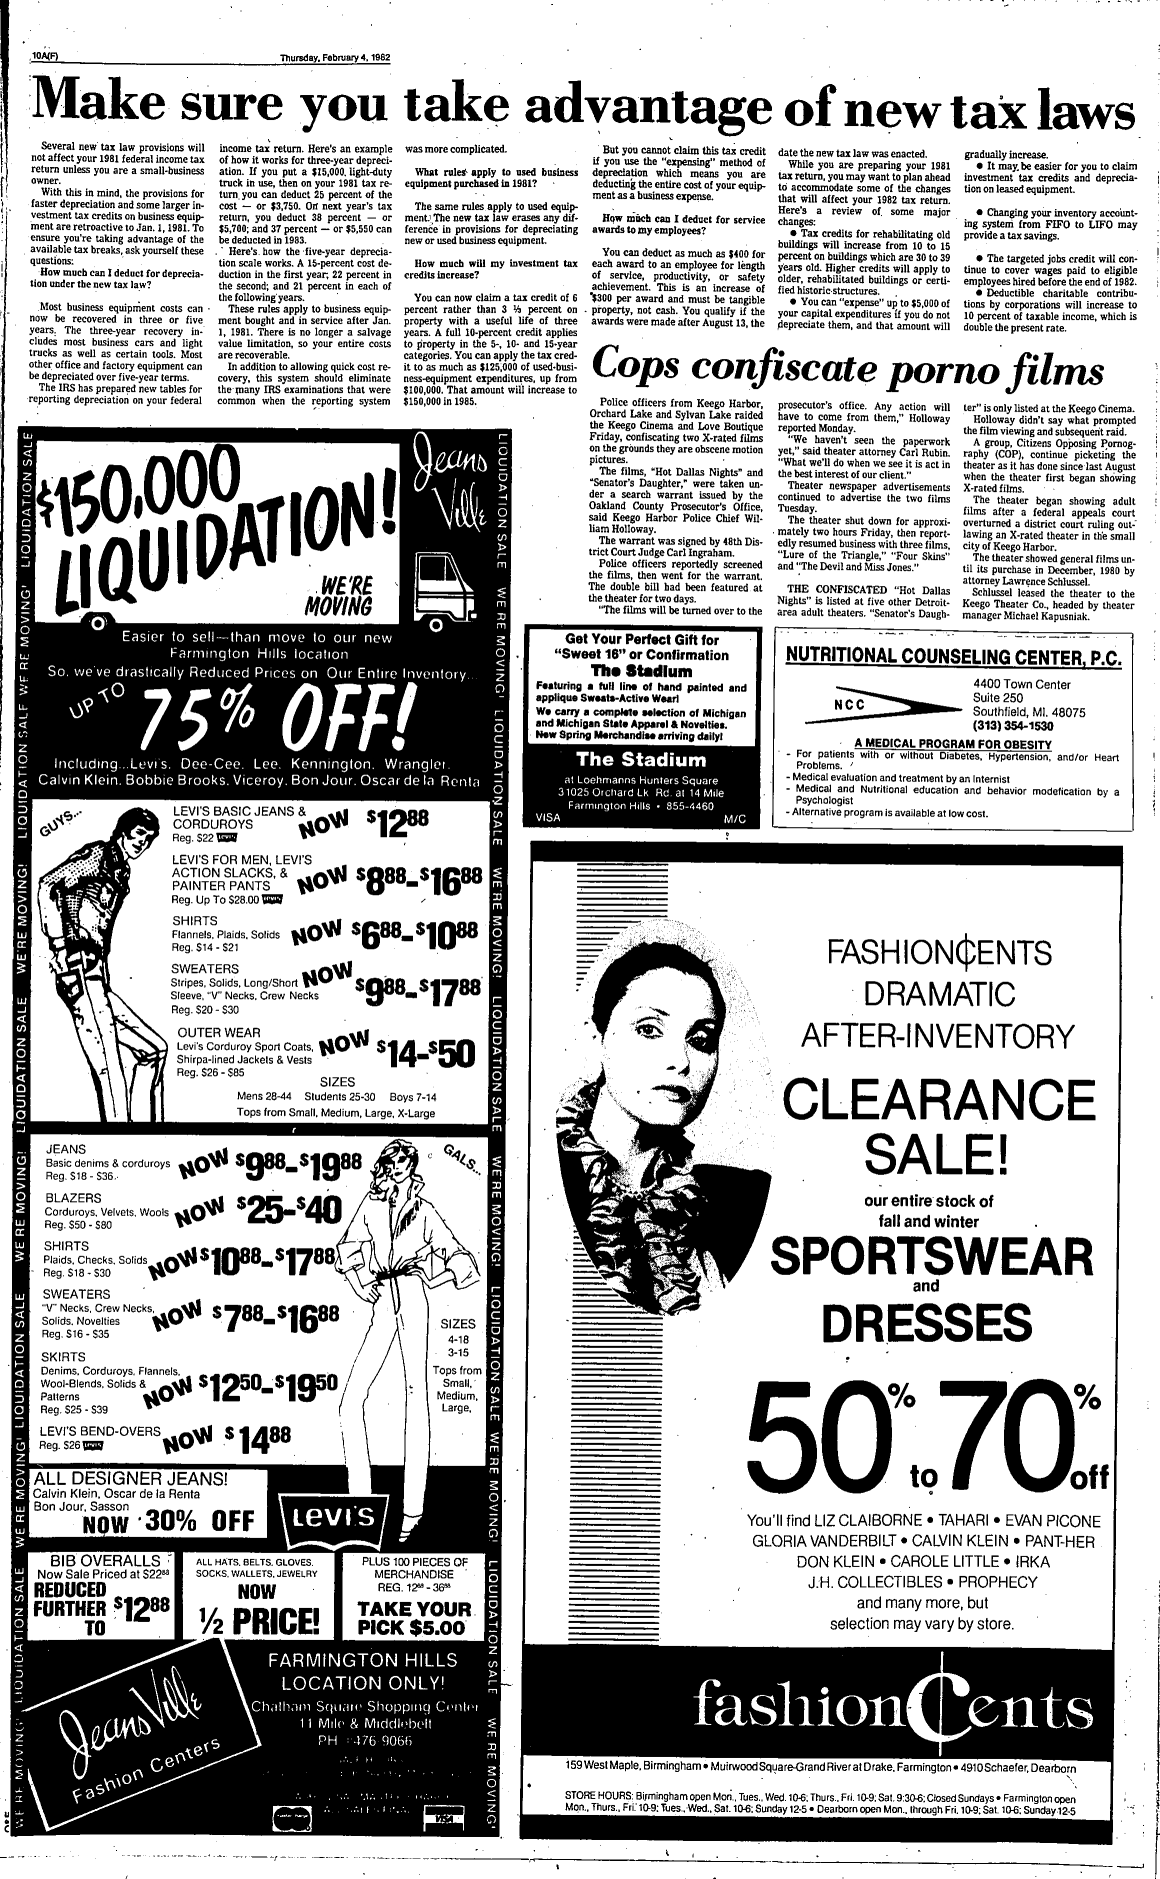 10A(F)
Thursday, February 4, 1982
Make sure you take advantage of new tax laws
Several new tax law provisions will
not affect your 1981 federal income tax
return unless you are a small-business
owner.
With this in mind, the provisions for
faster depreciation and some larger in-
vestment tax credits on business equip-
ment are retroactive to Jan. 1, 1981. To
ensure you're taking advantage of the
available tax breaks, ask yourself these
questions:
How much can I deduct for deprecia-
tion under the new tax law?
Most business equipment costs can
now be recovered in three or five
years. The three-year recovery in-
cludes most business cars and light
trucks as well as certain tools. Most
other office and factory equipment can
be depreciated over five-year terms.
The IRS has prepared new tables for
reporting depreciation on your federal
income tax return. Here's an example
of how it works for three-year depreci-
ation. If you put a $15,000, light-duty
truck in use, then on your 1981 tax re-
turn you can deduct 25 percent of the
cost — or $3,750. On next year's tax
return, you deduct 38 percent — or
$5,700; and 37 percent — or $5,550 can
be deducted in 1983.
Here's how the five-year deprecia-
tion scale works. A 15-percent cost de-
duction in the first year; 22 percent in
the second; and 21 percent in each of
the following years.
These rules apply to business equip-
ment bought and in service after Jan.
1, 1981. There is no longer a salvage
value limitation, so your entire costs
are recoverable.
In addition to allowing quick cost re-
covery, this system should eliminate
the many IRS examinations that were
common when the reporting system
was more complicated.
What rules apply to used business
equipment purchased in 1981?
The same rules apply to used equip-
ment. The new tax law erases any dif-
ference in provisions for depreciating
new or used business equipment.
How much will my investment tax
credits increase?
You can now claim a tax credit of 6
percent rather than 3 ⅓ percent on
property with a useful life of three
years. A full 10-percent credit applies
to property in the 5-, 10- and 15-year
categories. You can apply the tax cred-
it to as much as $125,000 of used-busi-
ness-equipment expenditures, up from
$100,000. That amount will increase to
$150,000 in 1985.
But you cannot claim this tax credit
if you use the "expensing" method of
depreciation which means you are
deducting the entire cost of your equip-
ment as a business expense.
How much can I deduct for service
awards to my employees?
You can deduct as much as $400 for
each award to an employee for length
of service, productivity, or safety
achievement. This is an increase of
$300 per award and must be tangible
property, not cash. You qualify if the
awards were made after August 13, the
date the new tax law was enacted.
While you are preparing your 1981
tax return, you may want to plan ahead
to accommodate some of the changes
that will affect your 1982 tax return.
Here's a review of some major
changes:
● Tax credits for rehabilitating old
buildings will increase from 10 to 15
percent on buildings which are 30 to 39
years old. Higher credits will apply to
older, rehabilitated buildings or certi-
fied historic structures.
● You can "expense" up to $5,000 of
your capital expenditures if you do not
depreciate them, and that amount will
gradually increase.
● It may be easier for you to claim
investment tax credits and deprecia-
tion on leased equipment.
● Changing your inventory account-
ing system from FIFO to LIFO may
provide a tax savings.
● The targeted jobs credit will con-
tinue to cover wages paid to eligible
employees hired before the end of 1982.
● Deductible charitable contribu-
tions by corporations will increase to
10 percent of taxable income, which is
double the present rate.
Cops confiscate porno films
Police officers from Keego Harbor,
Orchard Lake and Sylvan Lake raided
the Keego Cinema and Love Boutique
Friday, confiscating two X-rated films
on the grounds they are obscene motion
pictures.
The films, "Hot Dallas Nights" and
"Senator's Daughter," were taken un-
der a search warrant issued by the
Oakland County Prosecutor's Office,
said Keego Harbor Police Chief Wil-
liam Holloway.
The warrant was signed by 48th Dis-
trict Court Judge Carl Ingraham.
Police officers reportedly screened
the films, then went for the warrant.
The double bill had been featured at
the theater for two days.
"The films will be turned over to the
prosecutor's office. Any action will
have to come from them," Holloway
reported Monday.
"We haven't seen the paperwork
yet," said theater attorney Carl Rubin.
"What we'll do when we see it is act in
the best interest of our client."
Theater newspaper advertisements
continued to advertise the two films
Tuesday.
The theater shut down for approxi-
mately two hours Friday, then report-
edly resumed business with three films,
"Lure of the Triangle," "Four Skins"
and "The Devil and Miss Jones."
THE CONFISCATED "Hot Dallas
Nights" is listed at five other Detroit-
area adult theaters. "Senator's Daugh-
ter" is only listed at the Keego Cinema.
Holloway didn't say what prompted
the film viewing and subsequent raid.
A group, Citizens Opposing Pornog-
raphy (COP), continue picketing the
theater as it has done since last August
when the theater first began showing
X-rated films.
The theater began showing adult
films after a federal appeals court
overturned a district court ruling out-
lawing an X-rated theater in the small
city of Keego Harbor.
The theater showed general films un-
til its purchase in December, 1980 by
attorney Lawrence Schlussel.
Schlussel leased the theater to the
Keego Theater Co., headed by theater
manager Michael Kapusniak.
LIQUIDATION SALE WE'RE MOVING!
Jeans Ville
$150,000
LIQUIDATION!
WE'RE
MOVING
Easier to sell—than move to our new
Farmington Hills location
So, we've drastically Reduced Prices on Our Entire Inventory...
UP TO
75% OFF!
Including...Levi's. Dee-Cee. Lee. Kennington. Wrangler.
Calvin Klein. Bobbie Brooks. Viceroy. Bon Jour. Oscar de la Renta
GUYS...
LEVI'S BASIC JEANS &
CORDUROYS
Reg. $22
NOW $12.88
LEVI'S FOR MEN, LEVI'S
ACTION SLACKS, &
PAINTER PANTS
Reg. Up To $28.00
NOW $8.88-$16.88
SHIRTS
Flannels, Plaids, Solids
Reg. $14 - $21
NOW $6.88-$10.88
SWEATERS
Stripes, Solids, Long/Short
Sleeve, "V" Necks, Crew Necks
Reg. $20 - $30
NOW $9.88-$17.88
OUTER WEAR
Levi's Corduroy Sport Coats,
Shirpa-lined Jackets & Vests
Reg. $26 - $85
NOW $14-$50
SIZES
Mens 28-44 Students 25-30 Boys 7-14
Tops from Small, Medium, Large, X-Large
GALS...
JEANS
Basic denims & corduroys
Reg. $18 - $36.
NOW $9.88-$19.88
BLAZERS
Corduroys, Velvets, Wools
Reg. $50 - $80
NOW $25-$40
SHIRTS
Plaids, Checks, Solids
Reg. $18 - $30
NOW $10.88-$17.88
SWEATERS
"V" Necks, Crew Necks,
Solids, Novelties
Reg. $16 - $35
NOW $7.88-$16.88
SKIRTS
Denims, Corduroys, Flannels,
Wool-Blends, Solids &
Patterns
Reg. $25 - $39
NOW $12.50-$19.50
LEVI'S BEND-OVERS
Reg. $26
NOW $14.88
SIZES
4-18
3-15
Tops from
Small,
Medium,
Large,
ALL DESIGNER JEANS!
Calvin Klein, Oscar de la Renta
Bon Jour, Sasson
NOW 30% OFF
Levi's
BIB OVERALLS
Now Sale Priced at $22.88
REDUCED
FURTHER
TO
$12.88
ALL HATS, BELTS, GLOVES,
SOCKS, WALLETS, JEWELRY
NOW
½ PRICE!
PLUS 100 PIECES OF
MERCHANDISE
REG. 12.88 - 36.88
TAKE YOUR
PICK $5.00
Jeans Ville
Fashion Centers
FARMINGTON HILLS
LOCATION ONLY!
Chatham Square Shopping Center
11 Mile & Middlebelt
PH 476 9066
VISA
Get Your Perfect Gift for
"Sweet 16" or Confirmation
The Stadium
Featuring a full line of hand painted and
applique Sweats-Active Wear!
We carry a complete selection of Michigan
and Michigan State Apparel & Novelties.
New Spring Merchandise arriving daily!
The Stadium
at Loehmanns Hunters Square
31025 Orchard Lk. Rd. at 14 Mile
Farmington Hills • 855-4460
VISA M/C
NUTRITIONAL COUNSELING CENTER, P.C.
NCC
4400 Town Center
Suite 250
Southfield, MI. 48075
(313) 354-1530
A MEDICAL PROGRAM FOR OBESITY
- For patients with or without Diabetes, Hypertension, and/or Heart
Problems.
- Medical evaluation and treatment by an Internist
- Medical and Nutritional education and behavior modefication by a
Psychologist
- Alternative program is available at low cost.
FASHION¢ENTS
DRAMATIC
AFTER-INVENTORY
CLEARANCE
SALE!
our entire stock of
fall and winter
SPORTSWEAR
and
DRESSES
50% to 70% off
You'll find LIZ CLAIBORNE • TAHARI • EVAN PICONE
GLORIA VANDERBILT • CALVIN KLEIN • PANT-HER
DON KLEIN • CAROLE LITTLE • IRKA
J.H. COLLECTIBLES • PROPHECY
and many more, but
selection may vary by store.
fashion¢ents
159 West Maple, Birmingham • Muirwood Square-Grand River at Drake, Farmington • 4910 Schaefer, Dearborn
STORE HOURS: Birmingham open Mon., Tues., Wed. 10-6; Thurs., Fri. 10-9; Sat. 9:30-6; Closed Sundays • Farmington open
Mon., Thurs., Fri. 10-9; Tues., Wed., Sat. 10-6; Sunday 12-5 • Dearborn open Mon., through Fri. 10-9; Sat. 10-6; Sunday 12-5